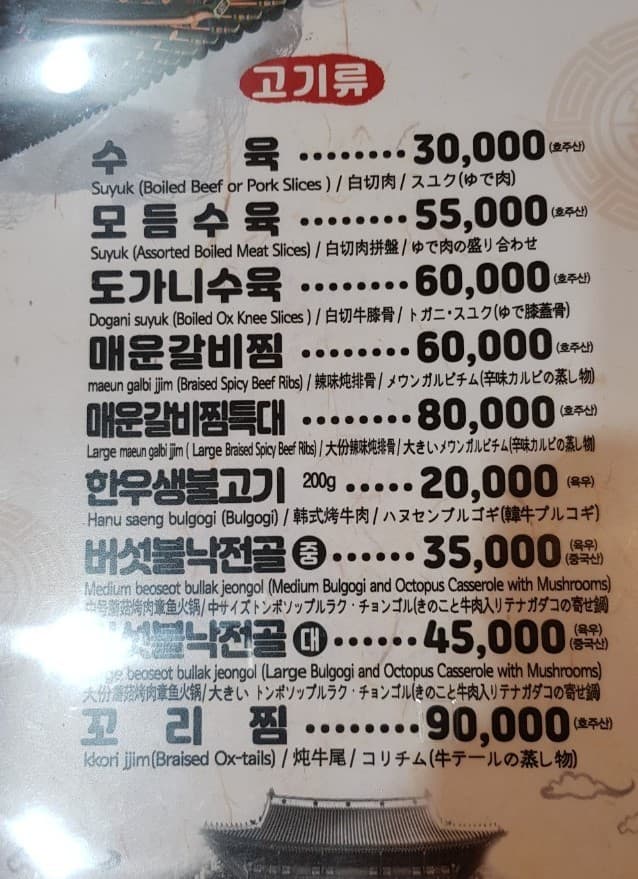 고기류
수 육 ········ 30,000 (호주산)
Suyuk (Boiled Beef or Pork Slices ) / 白切肉 / スユク(ゆで肉)
모듬수육 ········ 55,000 (호주산)
Suyuk (Assorted Boiled Meat Slices) / 白切肉拼盤 / ゆで肉の盛り合わせ
도가니수육 ········ 60,000 (호주산)
Dogani suyuk (Boiled Ox Knee Slices ) / 白切牛膝骨 / トガニ・スユク(ゆで膝蓋骨)
매운갈비찜 ········ 60,000 (호주산)
maeun galbi jjim (Braised Spicy Beef Ribs) / 辣味炖排骨 / メウンガルビチム(辛味カルビの蒸し物)
매운갈비찜특대 ········ 80,000 (호주산)
Large maeun galbi jjim ( Large Braised Spicy Beef Ribs) / 大份辣味炖排骨 / 大きいメウンガルビチム(辛味カルビの蒸し物)
한우생불고기 200g ····· 20,000 (육우)
Hanu saeng bulgogi (Bulgogi) / 韩式烤牛肉 / ハヌセンブルゴギ(韓牛プルコギ)
버섯불낙전골 중 ······ 35,000 (육우) (중국산)
Medium beoseot bullak jeongol (Medium Bulgogi and Octopus Casserole with Mushrooms)
中号蘑菇烤肉章鱼火锅 / 中サイズトンボソップルラク・チョンゴル(きのこと牛肉入りテナガダコの寄せ鍋)
버섯불낙전골 대 ······ 45,000 (육우) (중국산)
beoseot bullak jeongol (Large Bulgogi and Octopus Casserole with Mushrooms)
大份蘑菇烤肉章鱼火锅 / 大きい トンボソップルラク・チョンゴル(きのこと牛肉入りテナガダコの寄せ鍋)
꼬 리 찜 ········ 90,000 (호주산)
kkori jjim(Braised Ox-tails) / 炖牛尾 / コリチム(牛テールの蒸し物)